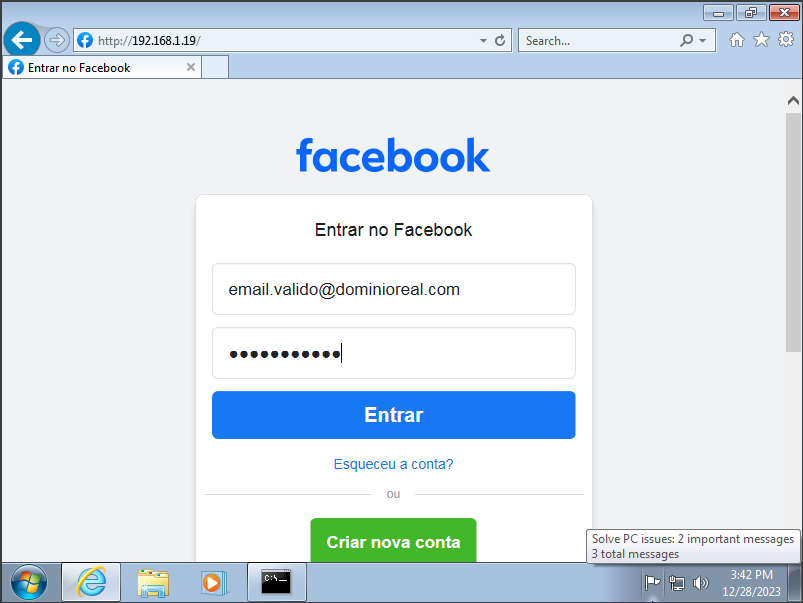 http://192.168.1.19/
Search...
Entrar no Facebook
facebook
Entrar no Facebook
email.valido@dominioreal.com
Entrar
Esqueceu a conta?
ou
Criar nova conta
Solve PC issues: 2 important messages
3 total messages
C:\_
3:42 PM
12/28/2023